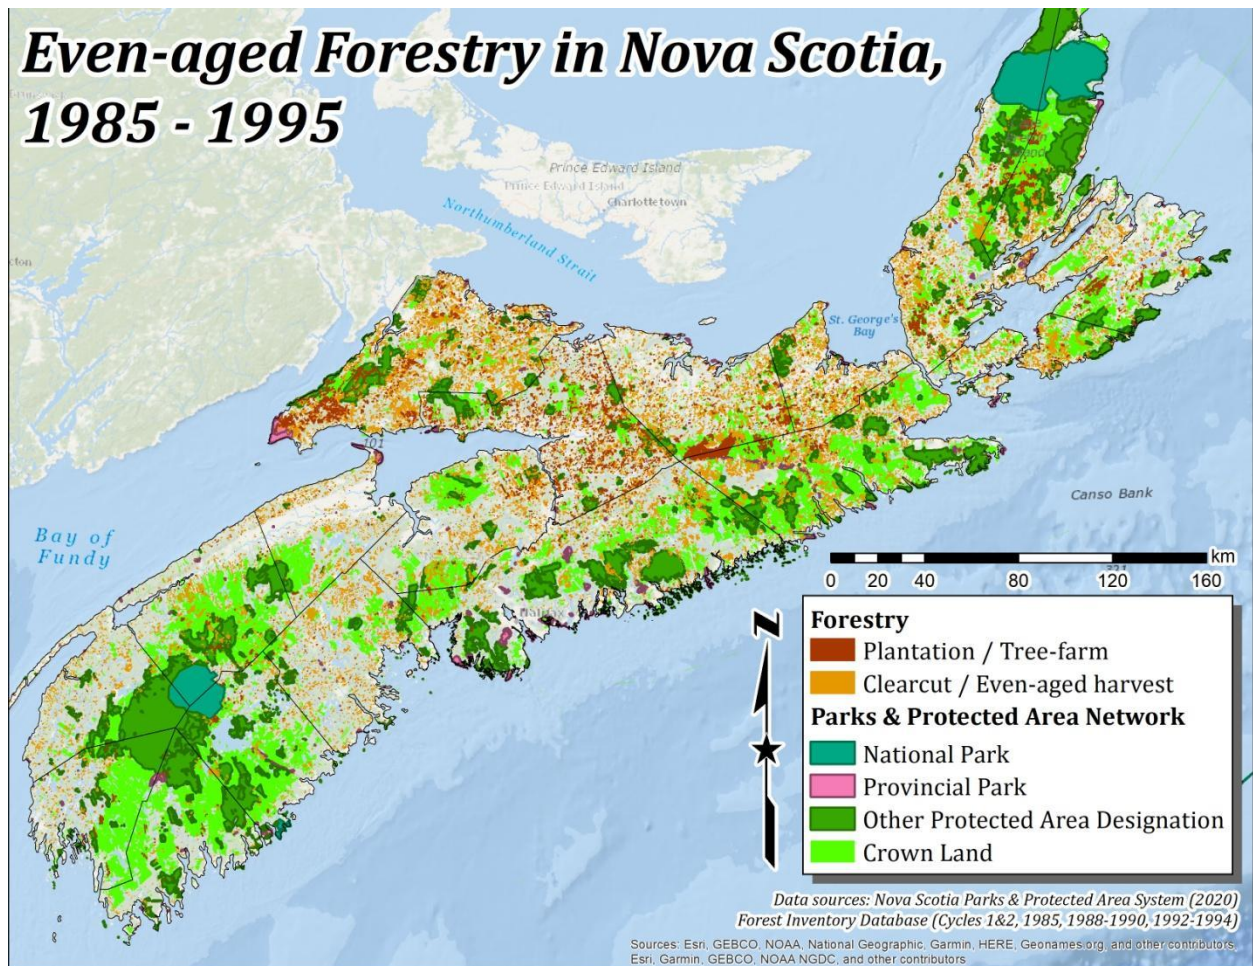 Even-aged Forestry in Nova Scotia,
1985 - 1995
Prince Edward Island
Prince Edward Island
Charlottetown
Northumberland Strait
cton
St. George's
Bay
101
Canso Bank
Bay of
Fundy
Halifax
km
0 20 40 80 120 160
N
Forestry
Plantation / Tree-farm
Clearcut / Even-aged harvest
Parks & Protected Area Network
National Park
Provincial Park
Other Protected Area Designation
Crown Land
Data sources: Nova Scotia Parks & Protected Area System (2020)
Forest Inventory Database (Cycles 1&2, 1985, 1988-1990, 1992-1994)
Sources: Esri, GEBCO, NOAA, National Geographic, Garmin, HERE, Geonames.org, and other contributors,
Esri, Garmin, GEBCO, NOAA NGDC, and other contributors